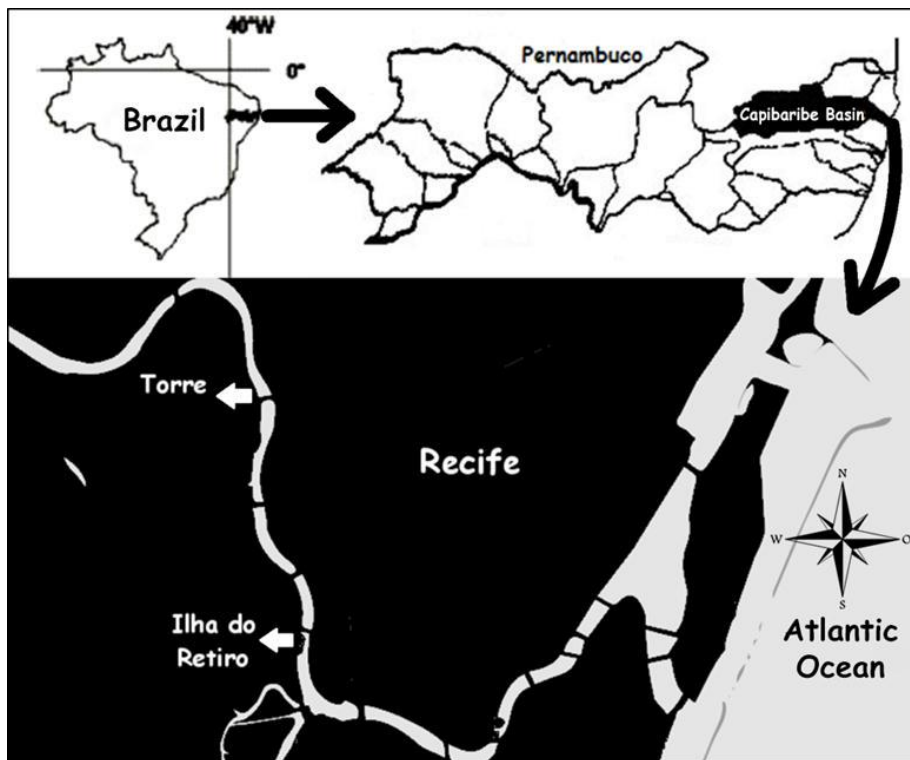 40°W
0°
Brazil
Pernambuco
Capibaribe Basin
Torre
Recife
Ilha do
Retiro
N
W
O
S
Atlantic
Ocean